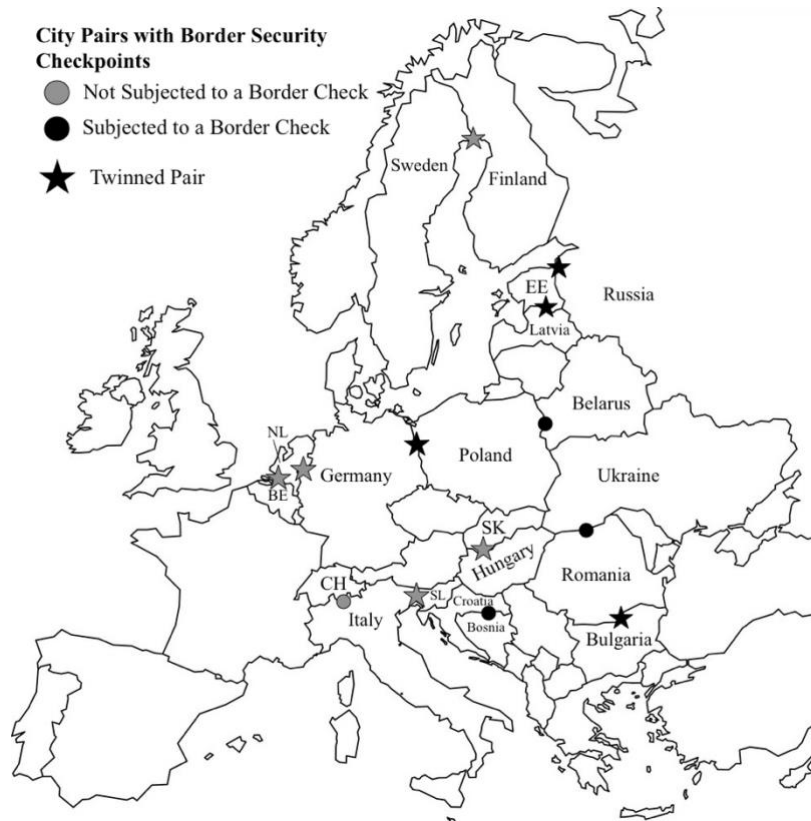 City Pairs with Border Security
Checkpoints
Not Subjected to a Border Check
Subjected to a Border Check
Twinned Pair
Sweden
Finland
EE
Russia
Latvia
Belarus
NL
BE
Germany
Poland
Ukraine
SK
Hungary
CH
SL
Croatia
Romania
Italy
Bosnia
Bulgaria